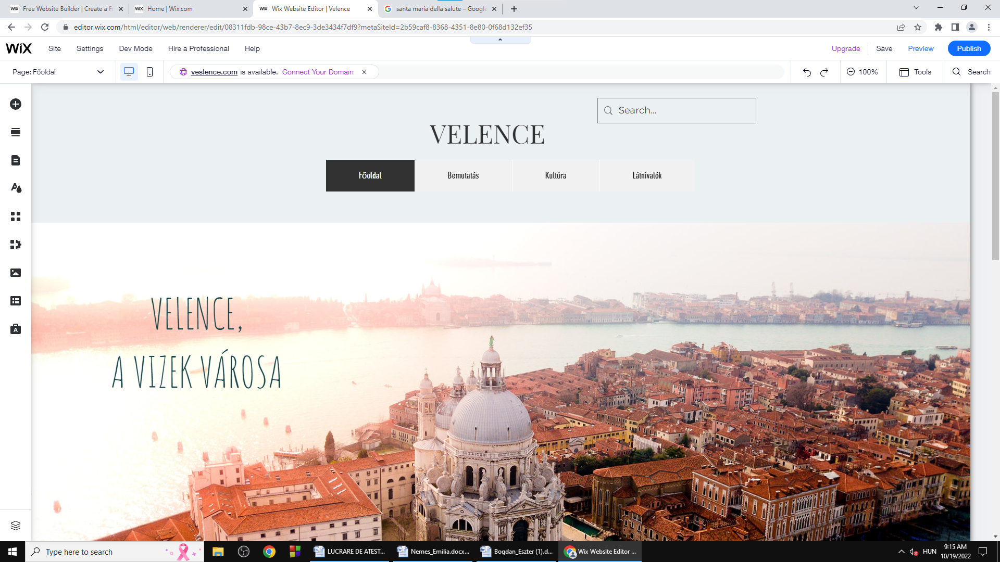 Free Website Builder | Create a Fr
Home | Wix.com
Wix Website Editor | Velence
santa maria della salute – Google
editor.wix.com/html/editor/web/renderer/edit/08311fdb-98ce-43b7-8ec9-3de3434f7df9?metaSiteId=2b59caf8-8368-4351-8e80-0f68d132ef35
WiX Site Settings Dev Mode Hire a Professional Help Upgrade Save Preview Publish
Page: Főoldal veslence.com is available. Connect Your Domain 100% Tools Search
Search...
VELENCE
Főoldal Bemutatás Kultúra Látnivalók
VELENCE,
A VIZEK VÁROSA
Type here to search LUCRARE DE ATEST... Nemes_Emilia.docx... Bogdan_Eszter (1).d... Wix Website Editor ... HUN 9:15 AM
10/19/2022